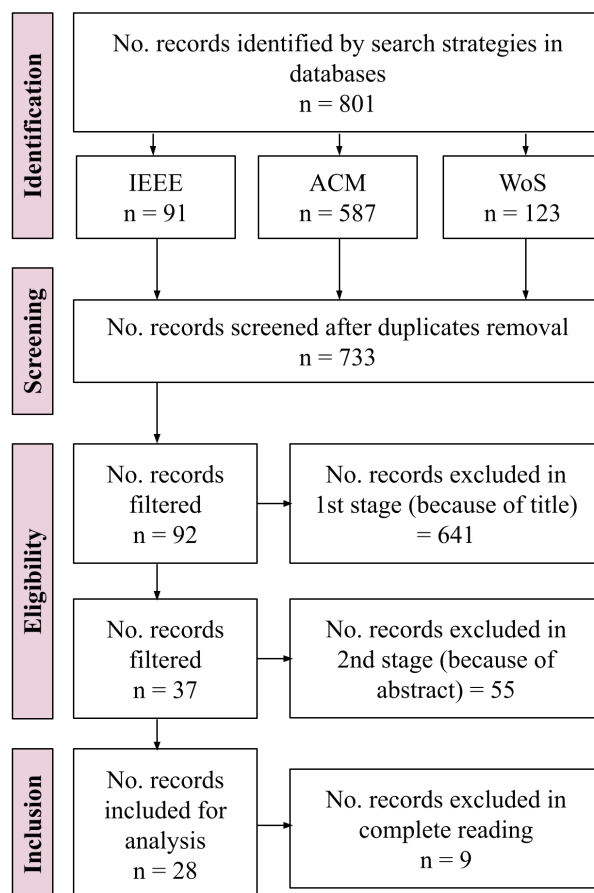 Identification
No. records identified by search strategies in
databases
n = 801
IEEE
n = 91
ACM
n = 587
WoS
n = 123
Screening
No. records screened after duplicates removal
n = 733
Eligibility
No. records
filtered
n = 92
No. records excluded in
1st stage (because of title)
= 641
No. records
filtered
n = 37
No. records excluded in
2nd stage (because of
abstract) = 55
Inclusion
No. records
included for
analysis
n = 28
No. records excluded in
complete reading
n = 9